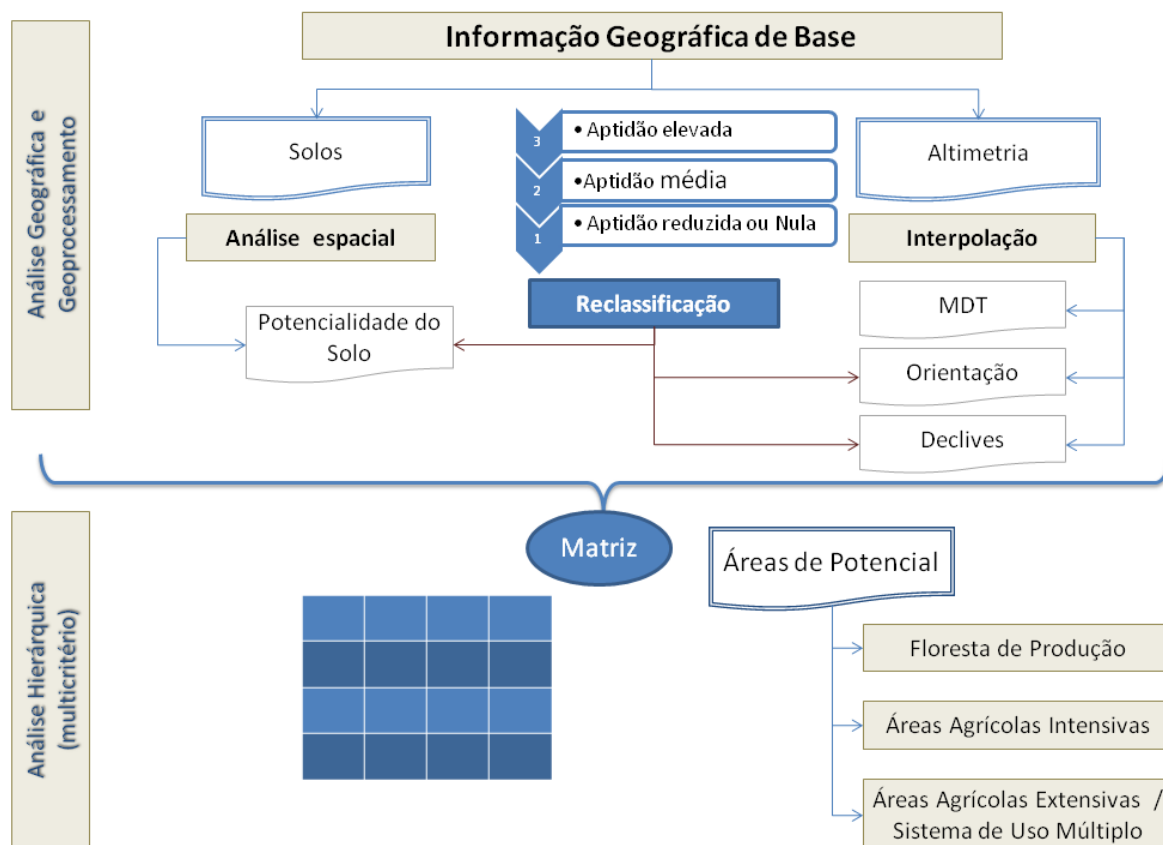 Análise Geográfica e
Geoprocessamento
Informação Geográfica de Base
Solos
3
• Aptidão elevada
2
• Aptidão média
1
• Aptidão reduzida ou Nula
Altimetria
Análise espacial
Interpolação
Reclassificação
Potencialidade do
Solo
MDT
Orientação
Declives
Análise Hierárquica
(multicritério)
Matriz
Áreas de Potencial
Floresta de Produção
Áreas Agrícolas Intensivas
Áreas Agrícolas Extensivas /
Sistema de Uso Múltiplo